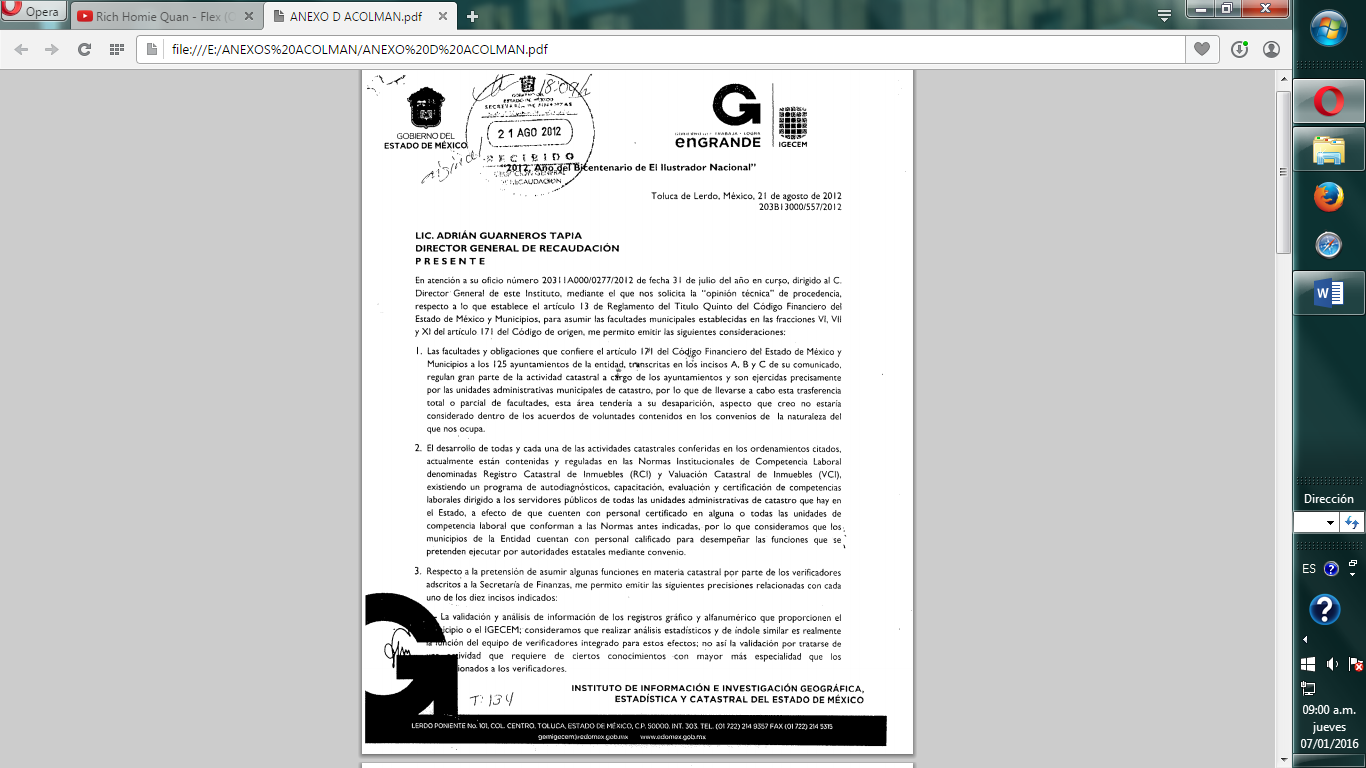 Opera
Rich Homie Quan - Flex (
ANEXO D ACOLMAN.pdf
file:///E:/ANEXOS%20ACOLMAN/ANEXO%20D%20ACOLMAN.pdf
GOBIERNO DEL
ESTADO DE MÉXICO
SECRETARÍA DE FINANZAS
21 AGO 2012
RECIBIDO
RECAUDACIÓN
enGRANDE
IGECEM
"2012. Año del Bicentenario de El Ilustrador Nacional"
Toluca de Lerdo, México, 21 de agosto de 2012
203B13000/557/2012
LIC. ADRIÁN GUARNEROS TAPIA
DIRECTOR GENERAL DE RECAUDACIÓN
P R E S E N T E
En atención a su oficio número 20311A000/0277/2012 de fecha 31 de julio del año en curso, dirigido al C.
Director General de este Instituto, mediante el que nos solicita la "opinión técnica" de procedencia,
respecto a lo que establece el artículo 13 de Reglamento del Título Quinto del Código Financiero del
Estado de México y Municipios, para asumir las facultades municipales establecidas en las fracciones VI, VII
y XI del artículo 171 del Código de origen, me permito emitir las siguientes consideraciones:
1. Las facultades y obligaciones que confiere el artículo 171 del Código Financiero del Estado de México y
Municipios a los 125 ayuntamientos de la entidad, transcritas en los incisos A, B y C de su comunicado,
regulan gran parte de la actividad catastral a cargo de los ayuntamientos y son ejercidas precisamente
por las unidades administrativas municipales de catastro, por lo que de llevarse a cabo esta trasferencia
total o parcial de facultades, esta área tendería a su desaparición, aspecto que creo no estaría
considerado dentro de los acuerdos de voluntades contenidos en los convenios de la naturaleza del
que nos ocupa.
2. El desarrollo de todas y cada una de las actividades catastrales conferidas en los ordenamientos citados,
actualmente están contenidas y reguladas en las Normas Institucionales de Competencia Laboral
denominadas Registro Catastral de Inmuebles (RCI) y Valuación Catastral de Inmuebles (VCI),
existiendo un programa de autodiagnósticos, capacitación, evaluación y certificación de competencias
laborales dirigido a los servidores públicos de todas las unidades administrativas de catastro que hay en
el Estado, a efecto de que cuenten con personal certificado en alguna o todas las unidades de
competencia laboral que conforman a las Normas antes indicadas, por lo que consideramos que los
municipios de la Entidad cuentan con personal calificado para desempeñar las funciones que se
pretenden ejecutar por autoridades estatales mediante convenio.
3. Respecto a la pretensión de asumir algunas funciones en materia catastral por parte de los verificadores
adscritos a la Secretaría de Finanzas, me permito emitir las siguientes precisiones relacionadas con cada
uno de los diez incisos indicados:
La validación y análisis de información de los registros gráfico y alfanumérico que proporcionen el
o el IGECEM; consideramos que realizar análisis estadísticos y de índole similar es realmente
la función del equipo de verificadores integrado para estos efectos; no así la validación por tratarse de
que requiere de ciertos conocimientos con mayor más especialidad que los
a los verificadores.
T: 134
INSTITUTO DE INFORMACIÓN E INVESTIGACIÓN GEOGRÁFICA,
ESTADÍSTICA Y CATASTRAL DEL ESTADO DE MÉXICO
LERDO PONIENTE No. 101, COL. CENTRO, TOLUCA, ESTADO DE MÉXICO, C.P. 50000, INT. 303, TEL. (01 722) 214 9357 FAX (01 722) 214 5315
gemigecem@edomex.gob.mx www.edomex.gob.mx
Dirección
ES
09:00 a.m.
jueves
07/01/2016